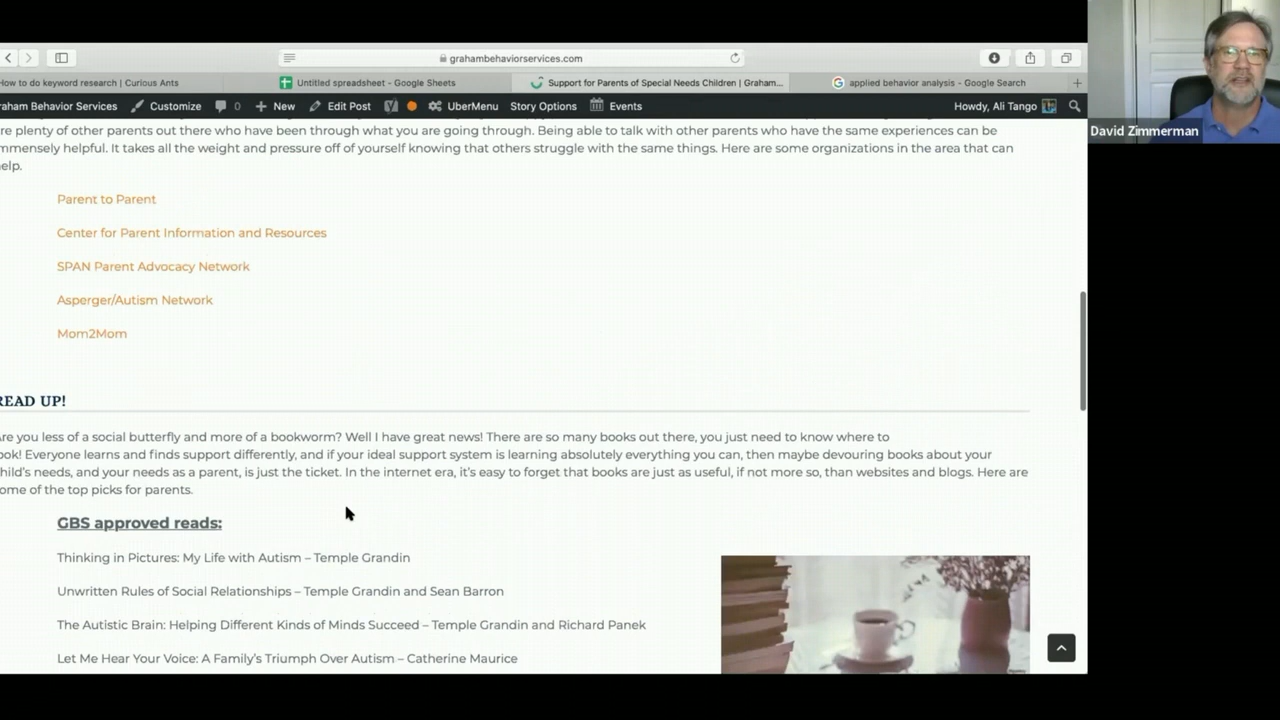 grahambehaviorservices.com
How to do keyword research | Curious Ants
Untitled spreadsheet - Google Sheets
Support for Parents of Special Needs Children | Graham...
applied behavior analysis - Google Search
raham Behavior Services
Customize
0
New
Edit Post
UberMenu
Story Options
Events
Howdy, Ali Tango
David Zimmerman
re plenty of other parents out there who have been through what you are going through. Being able to talk with other parents who have the same experiences can be
mmensely helpful. It takes all the weight and pressure off of yourself knowing that others struggle with the same things. Here are some organizations in the area that can
help.
Parent to Parent
Center for Parent Information and Resources
SPAN Parent Advocacy Network
Asperger/Autism Network
Mom2Mom
READ UP!
Are you less of a social butterfly and more of a bookworm? Well I have great news! There are so many books out there, you just need to know where to
ook! Everyone learns and finds support differently, and if your ideal support system is learning absolutely everything you can, then maybe devouring books about your
hild's needs, and your needs as a parent, is just the ticket. In the internet era, it's easy to forget that books are just as useful, if not more so, than websites and blogs. Here are
ome of the top picks for parents.
GBS approved reads:
Thinking in Pictures: My Life with Autism – Temple Grandin
Unwritten Rules of Social Relationships – Temple Grandin and Sean Barron
The Autistic Brain: Helping Different Kinds of Minds Succeed – Temple Grandin and Richard Panek
Let Me Hear Your Voice: A Family's Triumph Over Autism – Catherine Maurice